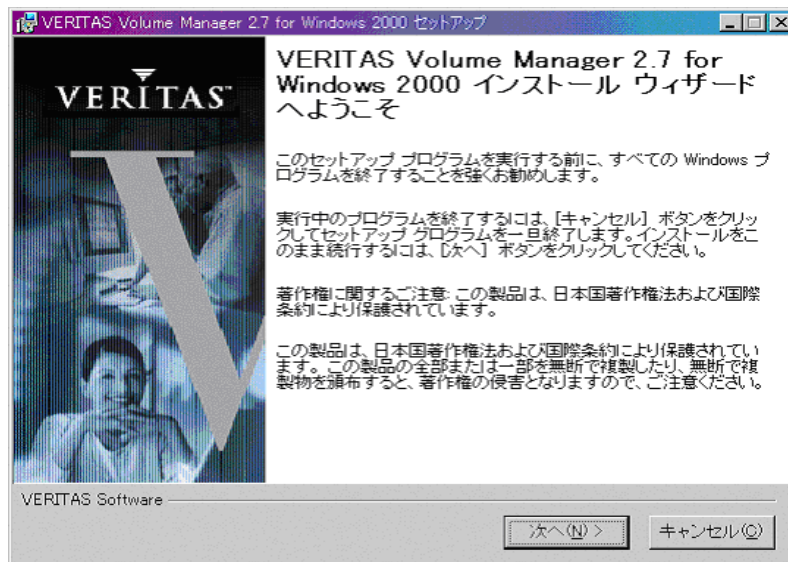 VERITAS Volume Manager 2.7 for Windows 2000 セットアップ
VERITAS™
VERITAS Volume Manager 2.7 for
Windows 2000 インストール ウィザード
へようこそ
このセットアップ プログラムを実行する前に、すべての Windows プ
ログラムを終了することを強くお勧めします。
実行中のプログラムを終了するには、[キャンセル] ボタンをクリッ
クしてセットアップ グログラムを一旦終了します。インストールをこ
のまま続行するには、[次へ] ボタンをクリックしてください。
著作権に関するご注意: この製品は、日本国著作権法および国際
条約により保護されています。
この製品は、日本国著作権法および国際条約により保護されてい
ます。この製品の全部または一部を無断で複製したり、無断で複
製物を頒布すると、著作権の侵害となりますので、ご注意ください。
VERITAS Software
次へ(N) >
キャンセル(C)